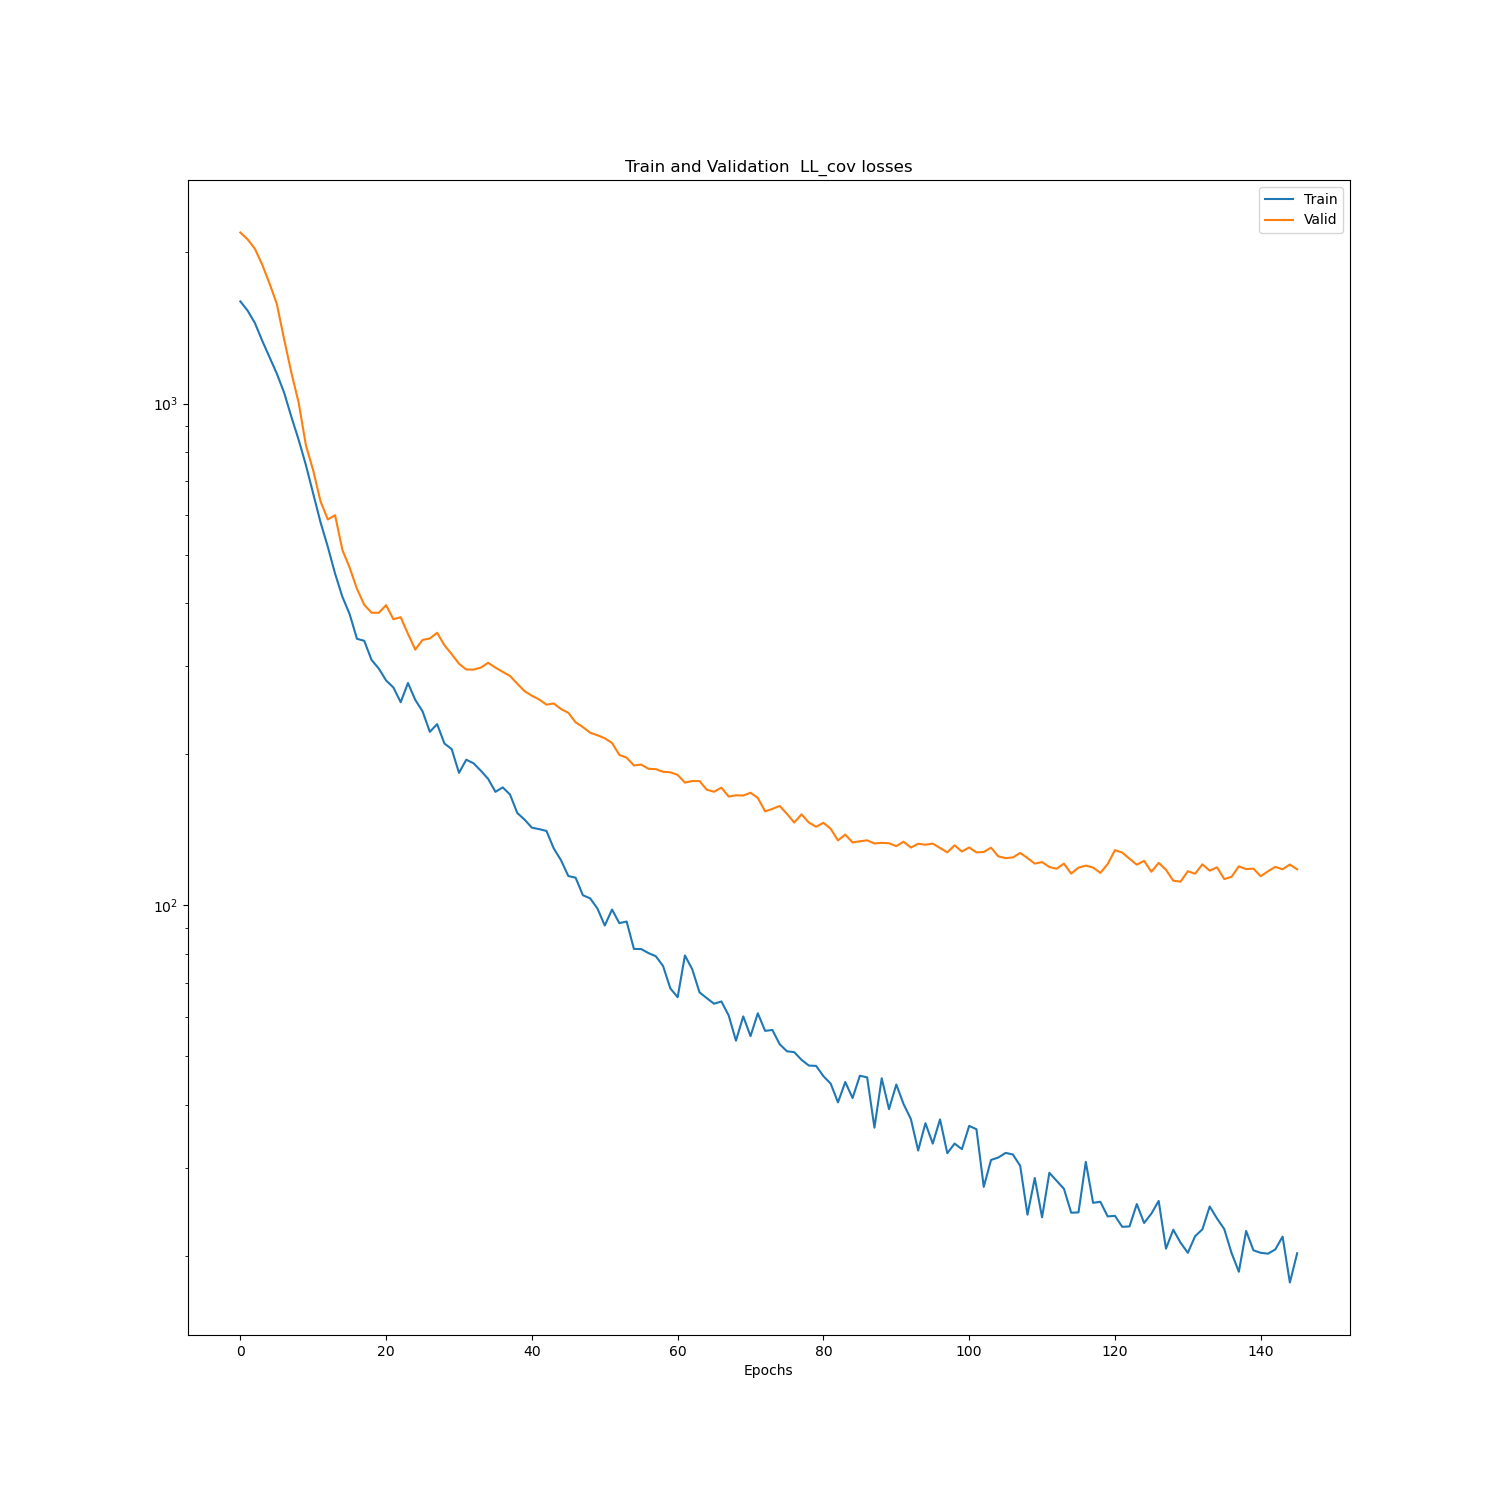 Train and Validation  LL_cov losses
Train
Valid
10³
10²
0 20 40 60 80 100 120 140
Epochs